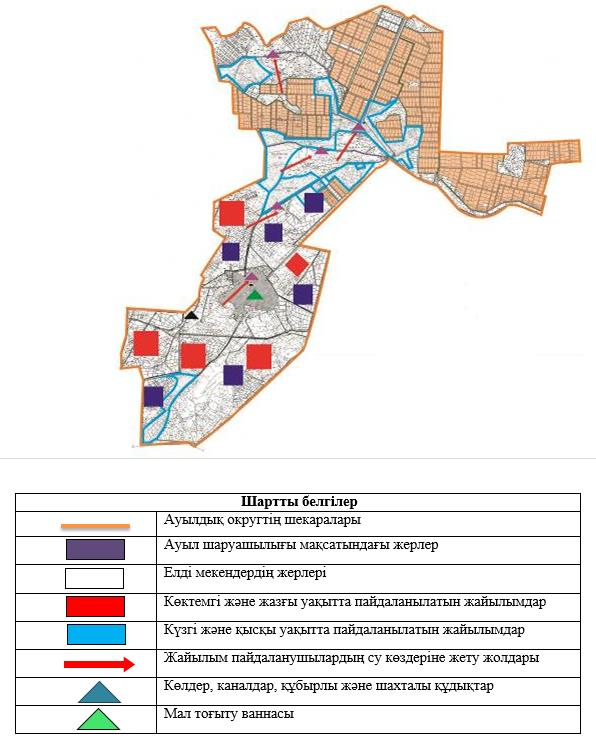 Шартты белгілер
Ауылдық округтің шекаралары
Ауыл шаруашылығы мақсатындағы жерлер
Елді мекендердің жерлері
Көктемгі және жазғы уақытта пайдаланылатын жайылымдар
Күзгі және қысқы уақытта пайдаланылатын жайылымдар
Жайылым пайдаланушылардың су көздеріне жету жолдары
Көлдер, каналдар, құбырлы және шахталы құдықтар
Мал тоғыту ваннасы